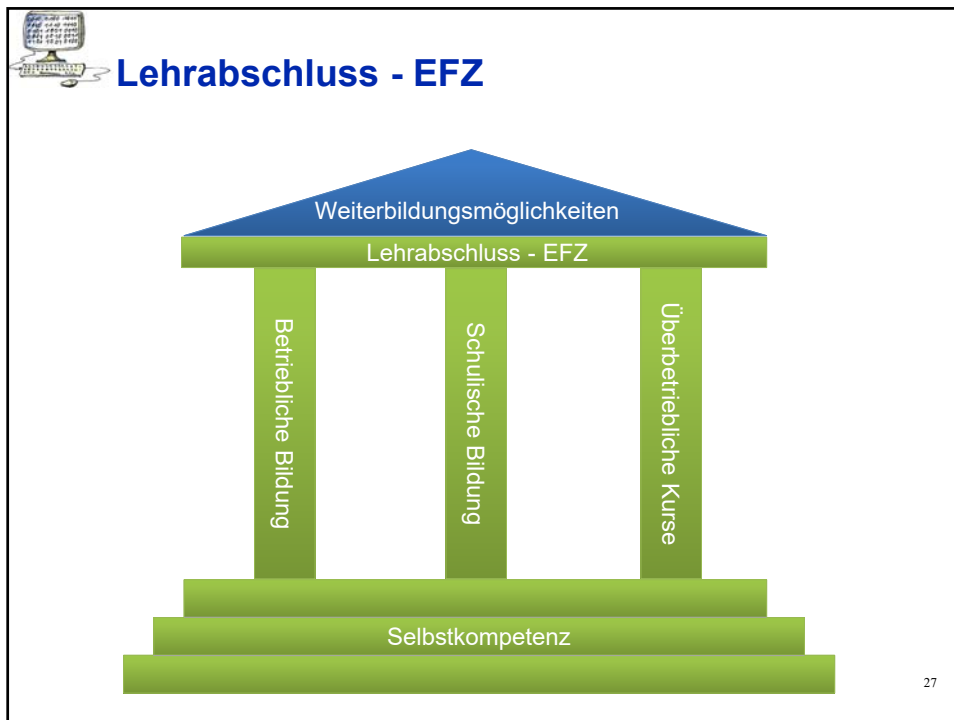 Lehrabschluss - EFZ
Weiterbildungsmöglichkeiten
Lehrabschluss - EFZ
Betriebliche Bildung
Schulische Bildung
Überbetriebliche Kurse
Selbstkompetenz
27